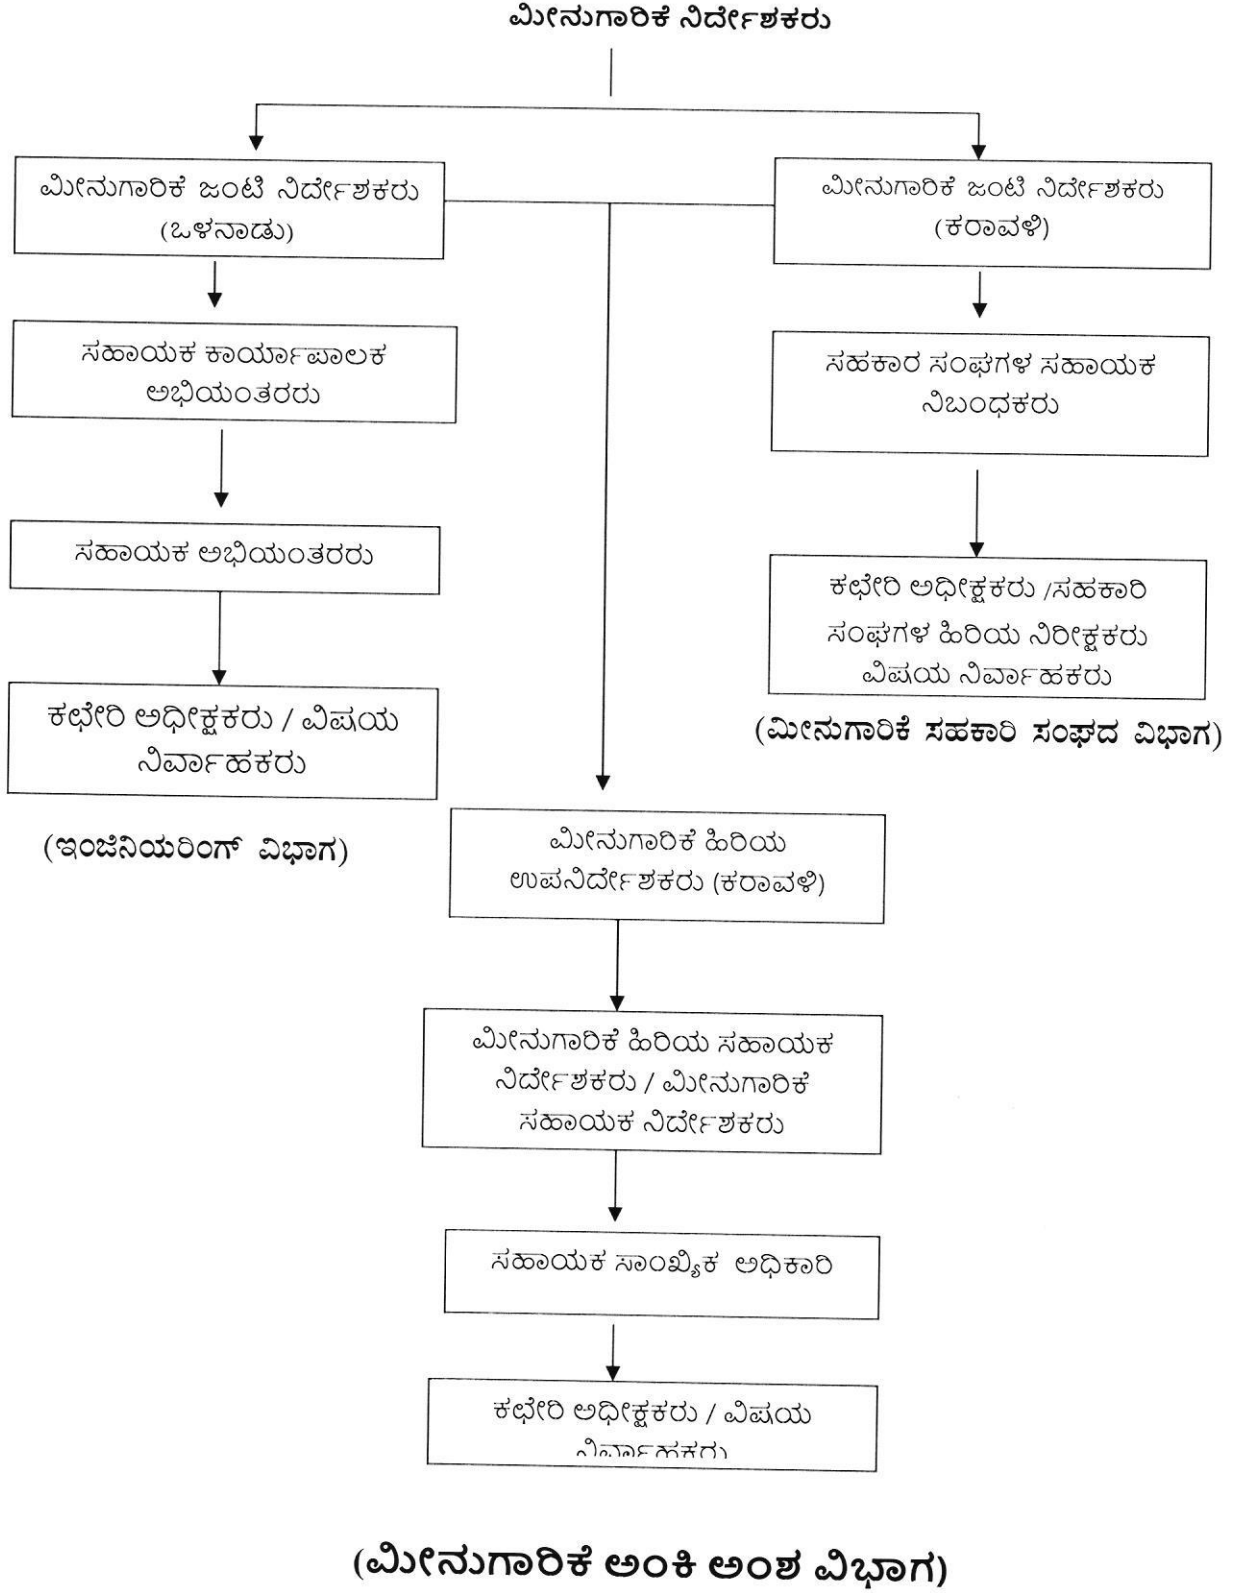 ಮೀನುಗಾರಿಕೆ ನಿರ್ದೇಶಕರು
ಮೀನುಗಾರಿಕೆ ಜಂಟಿ ನಿರ್ದೇಶಕರು
(ಒಳನಾಡು)
ಮೀನುಗಾರಿಕೆ ಜಂಟಿ ನಿರ್ದೇಶಕರು
(ಕರಾವಳಿ)
ಸಹಾಯಕ ಕಾರ್ಯಾಪಾಲಕ
ಅಭಿಯಂತರರು
ಸಹಕಾರ ಸಂಘಗಳ ಸಹಾಯಕ
ನಿಬಂಧಕರು
ಸಹಾಯಕ ಅಭಿಯಂತರರು
ಕಛೇರಿ ಅಧೀಕ್ಷಕರು /ಸಹಕಾರಿ
ಸಂಘಗಳ ಹಿರಿಯ ನಿರೀಕ್ಷಕರು
ವಿಷಯ ನಿರ್ವಾಹಕರು
(ಮೀನುಗಾರಿಕೆ ಸಹಕಾರಿ ಸಂಘದ ವಿಭಾಗ)
ಕಛೇರಿ ಅಧೀಕ್ಷಕರು / ವಿಷಯ
ನಿರ್ವಾಹಕರು
(ಇಂಜಿನಿಯರಿಂಗ್ ವಿಭಾಗ)
ಮೀನುಗಾರಿಕೆ ಹಿರಿಯ
ಉಪನಿರ್ದೇಶಕರು (ಕರಾವಳಿ)
ಮೀನುಗಾರಿಕೆ ಹಿರಿಯ ಸಹಾಯಕ
ನಿರ್ದೇಶಕರು / ಮೀನುಗಾರಿಕೆ
ಸಹಾಯಕ ನಿರ್ದೇಶಕರು
ಸಹಾಯಕ ಸಾಂಖ್ಯಿಕ ಅಧಿಕಾರಿ
ಕಛೇರಿ ಅಧೀಕ್ಷಕರು / ವಿಷಯ
ನಿರ್ವಾಹಕರು
(ಮೀನುಗಾರಿಕೆ ಅಂಕಿ ಅಂಶ ವಿಭಾಗ)